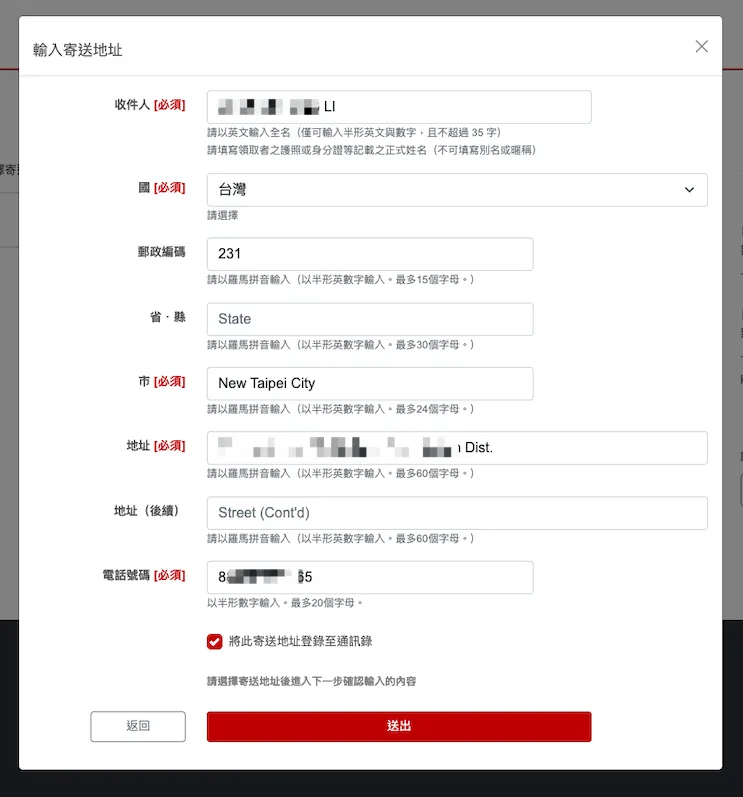 輸入寄送地址
收件人 [必須]
LI
請以英文輸入全名（僅可輸入半形英文與數字，且不超過 35 字）
請填寫領取者之護照或身分證等記載之正式姓名（不可填寫別名或暱稱）
國 [必須]
台灣
請選擇
郵政編碼
231
請以羅馬拼音輸入（以半形英數字輸入。最多15個字母。）
省・縣
State
請以羅馬拼音輸入（以半形英數字輸入。最多30個字母。）
市 [必須]
New Taipei City
請以羅馬拼音輸入（以半形英數字輸入。最多24個字母。）
地址 [必須]
Dist.
請以羅馬拼音輸入（以半形英數字輸入。最多60個字母。）
地址（後續）
Street (Cont'd)
請以羅馬拼音輸入（以半形英數字輸入。最多60個字母。）
電話號碼 [必須]
8 65
以半形數字輸入。最多20個字母。
將此寄送地址登錄至通訊錄
請選擇寄送地址後進入下一步確認輸入的內容
返回
送出